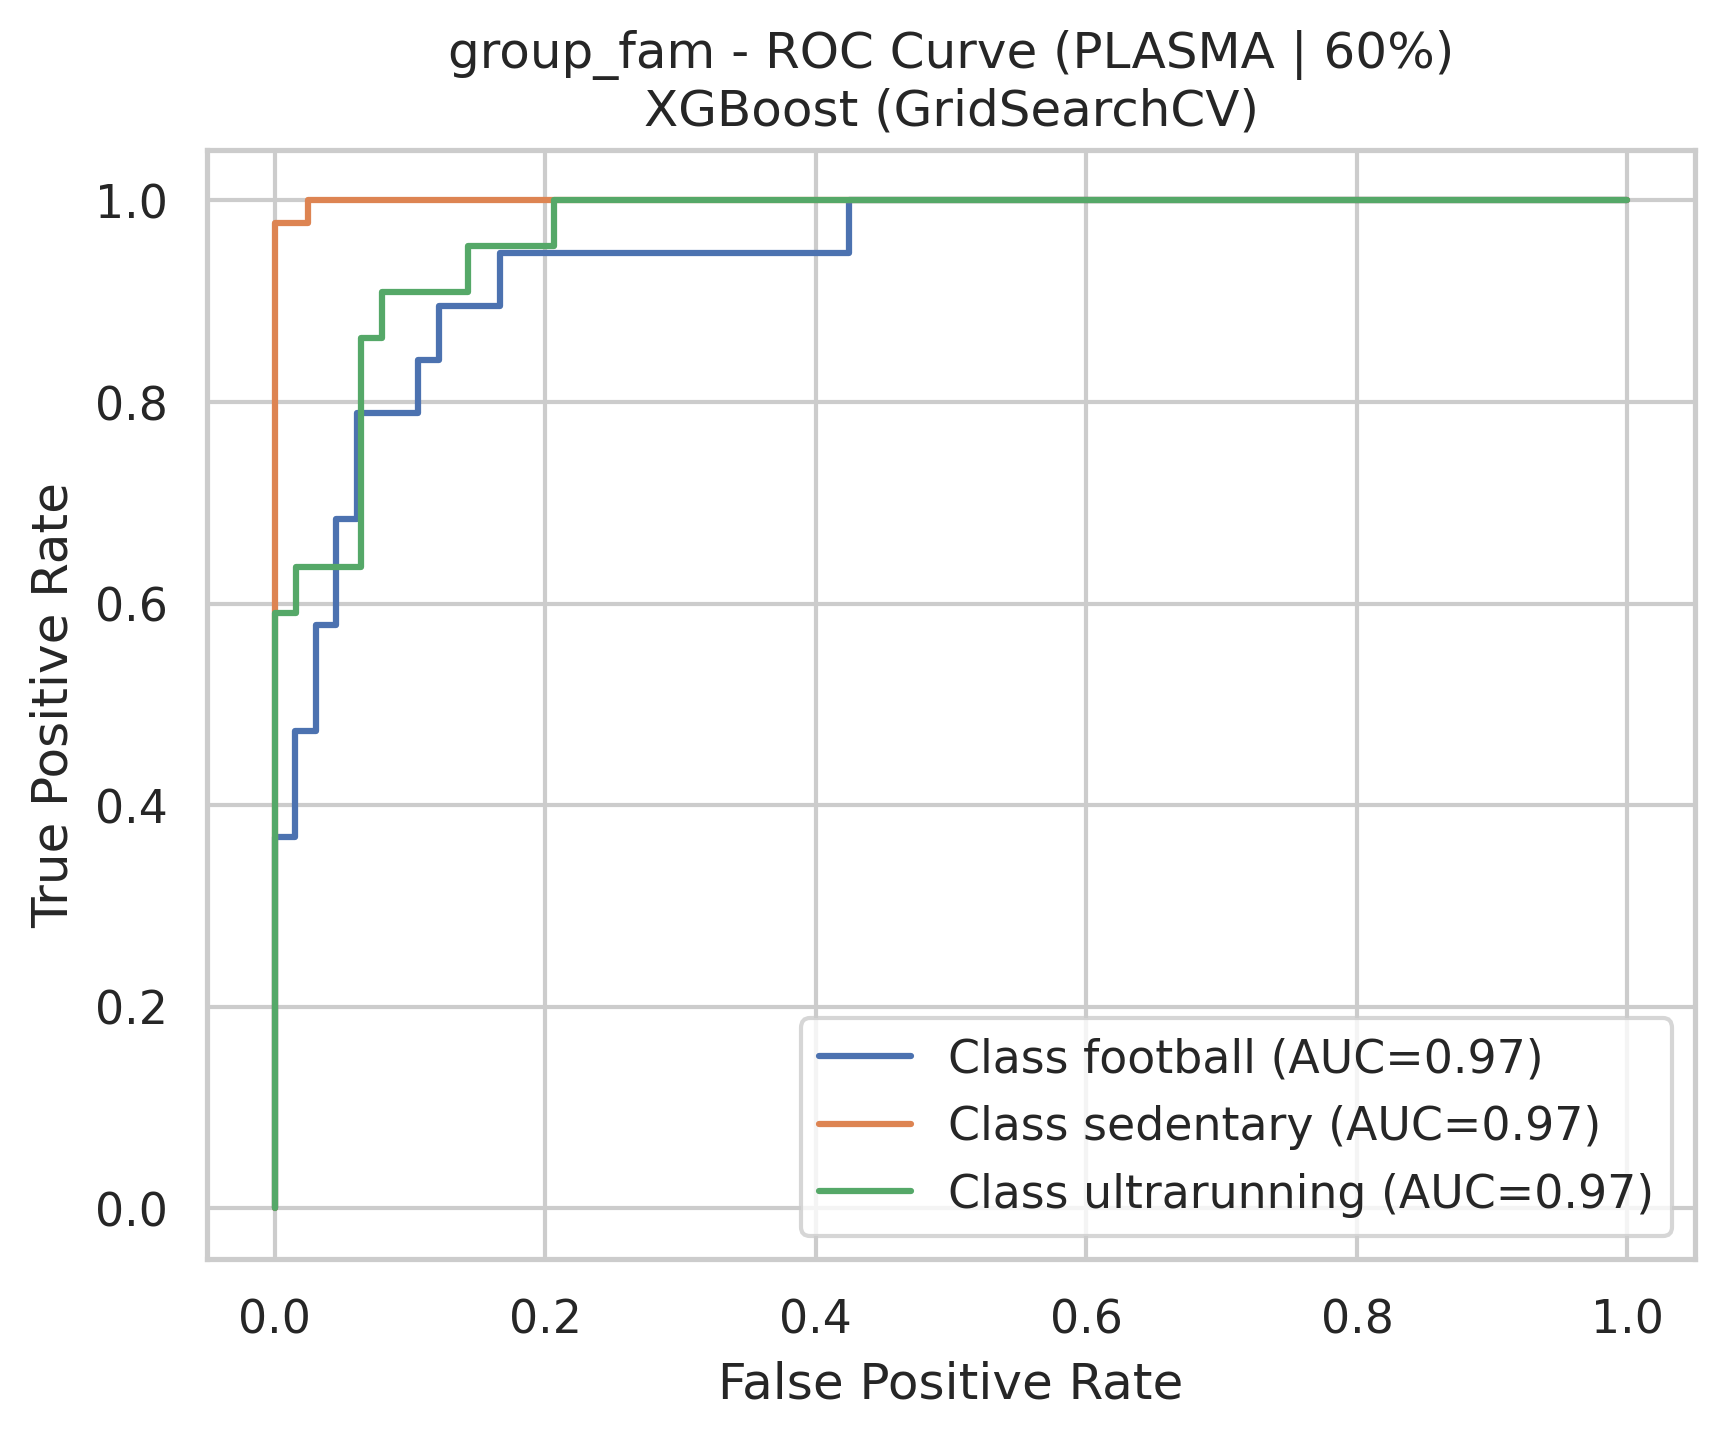 group_fam - ROC Curve (PLASMA | 60%)
XGBoost (GridSearchCV)
True Positive Rate
1.0
0.8
0.6
0.4
0.2
0.0
Class football (AUC=0.97)
Class sedentary (AUC=0.97)
Class ultrarunning (AUC=0.97)
0.0 0.2 0.4 0.6 0.8 1.0
False Positive Rate